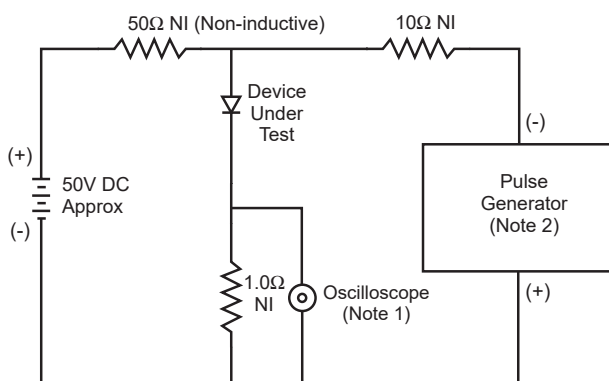 50Ω NI (Non-inductive)
10Ω NI
Device
Under
Test
(-)
(+)
50V DC
Approx
(-)
Pulse
Generator
(Note 2)
1.0Ω
NI
Oscilloscope
(Note 1)
(+)